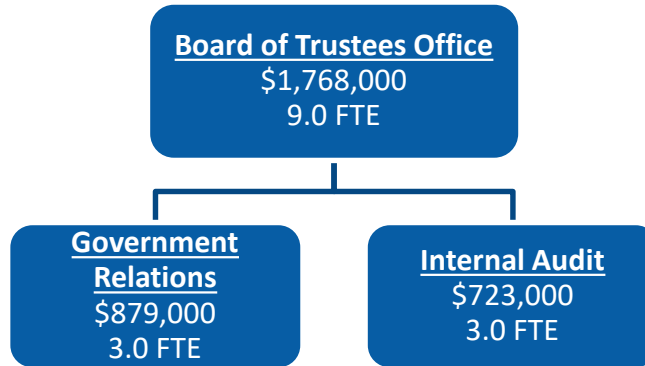 Board of Trustees Office
$1,768,000
9.0 FTE
Government
Relations
$879,000
3.0 FTE
Internal Audit
$723,000
3.0 FTE